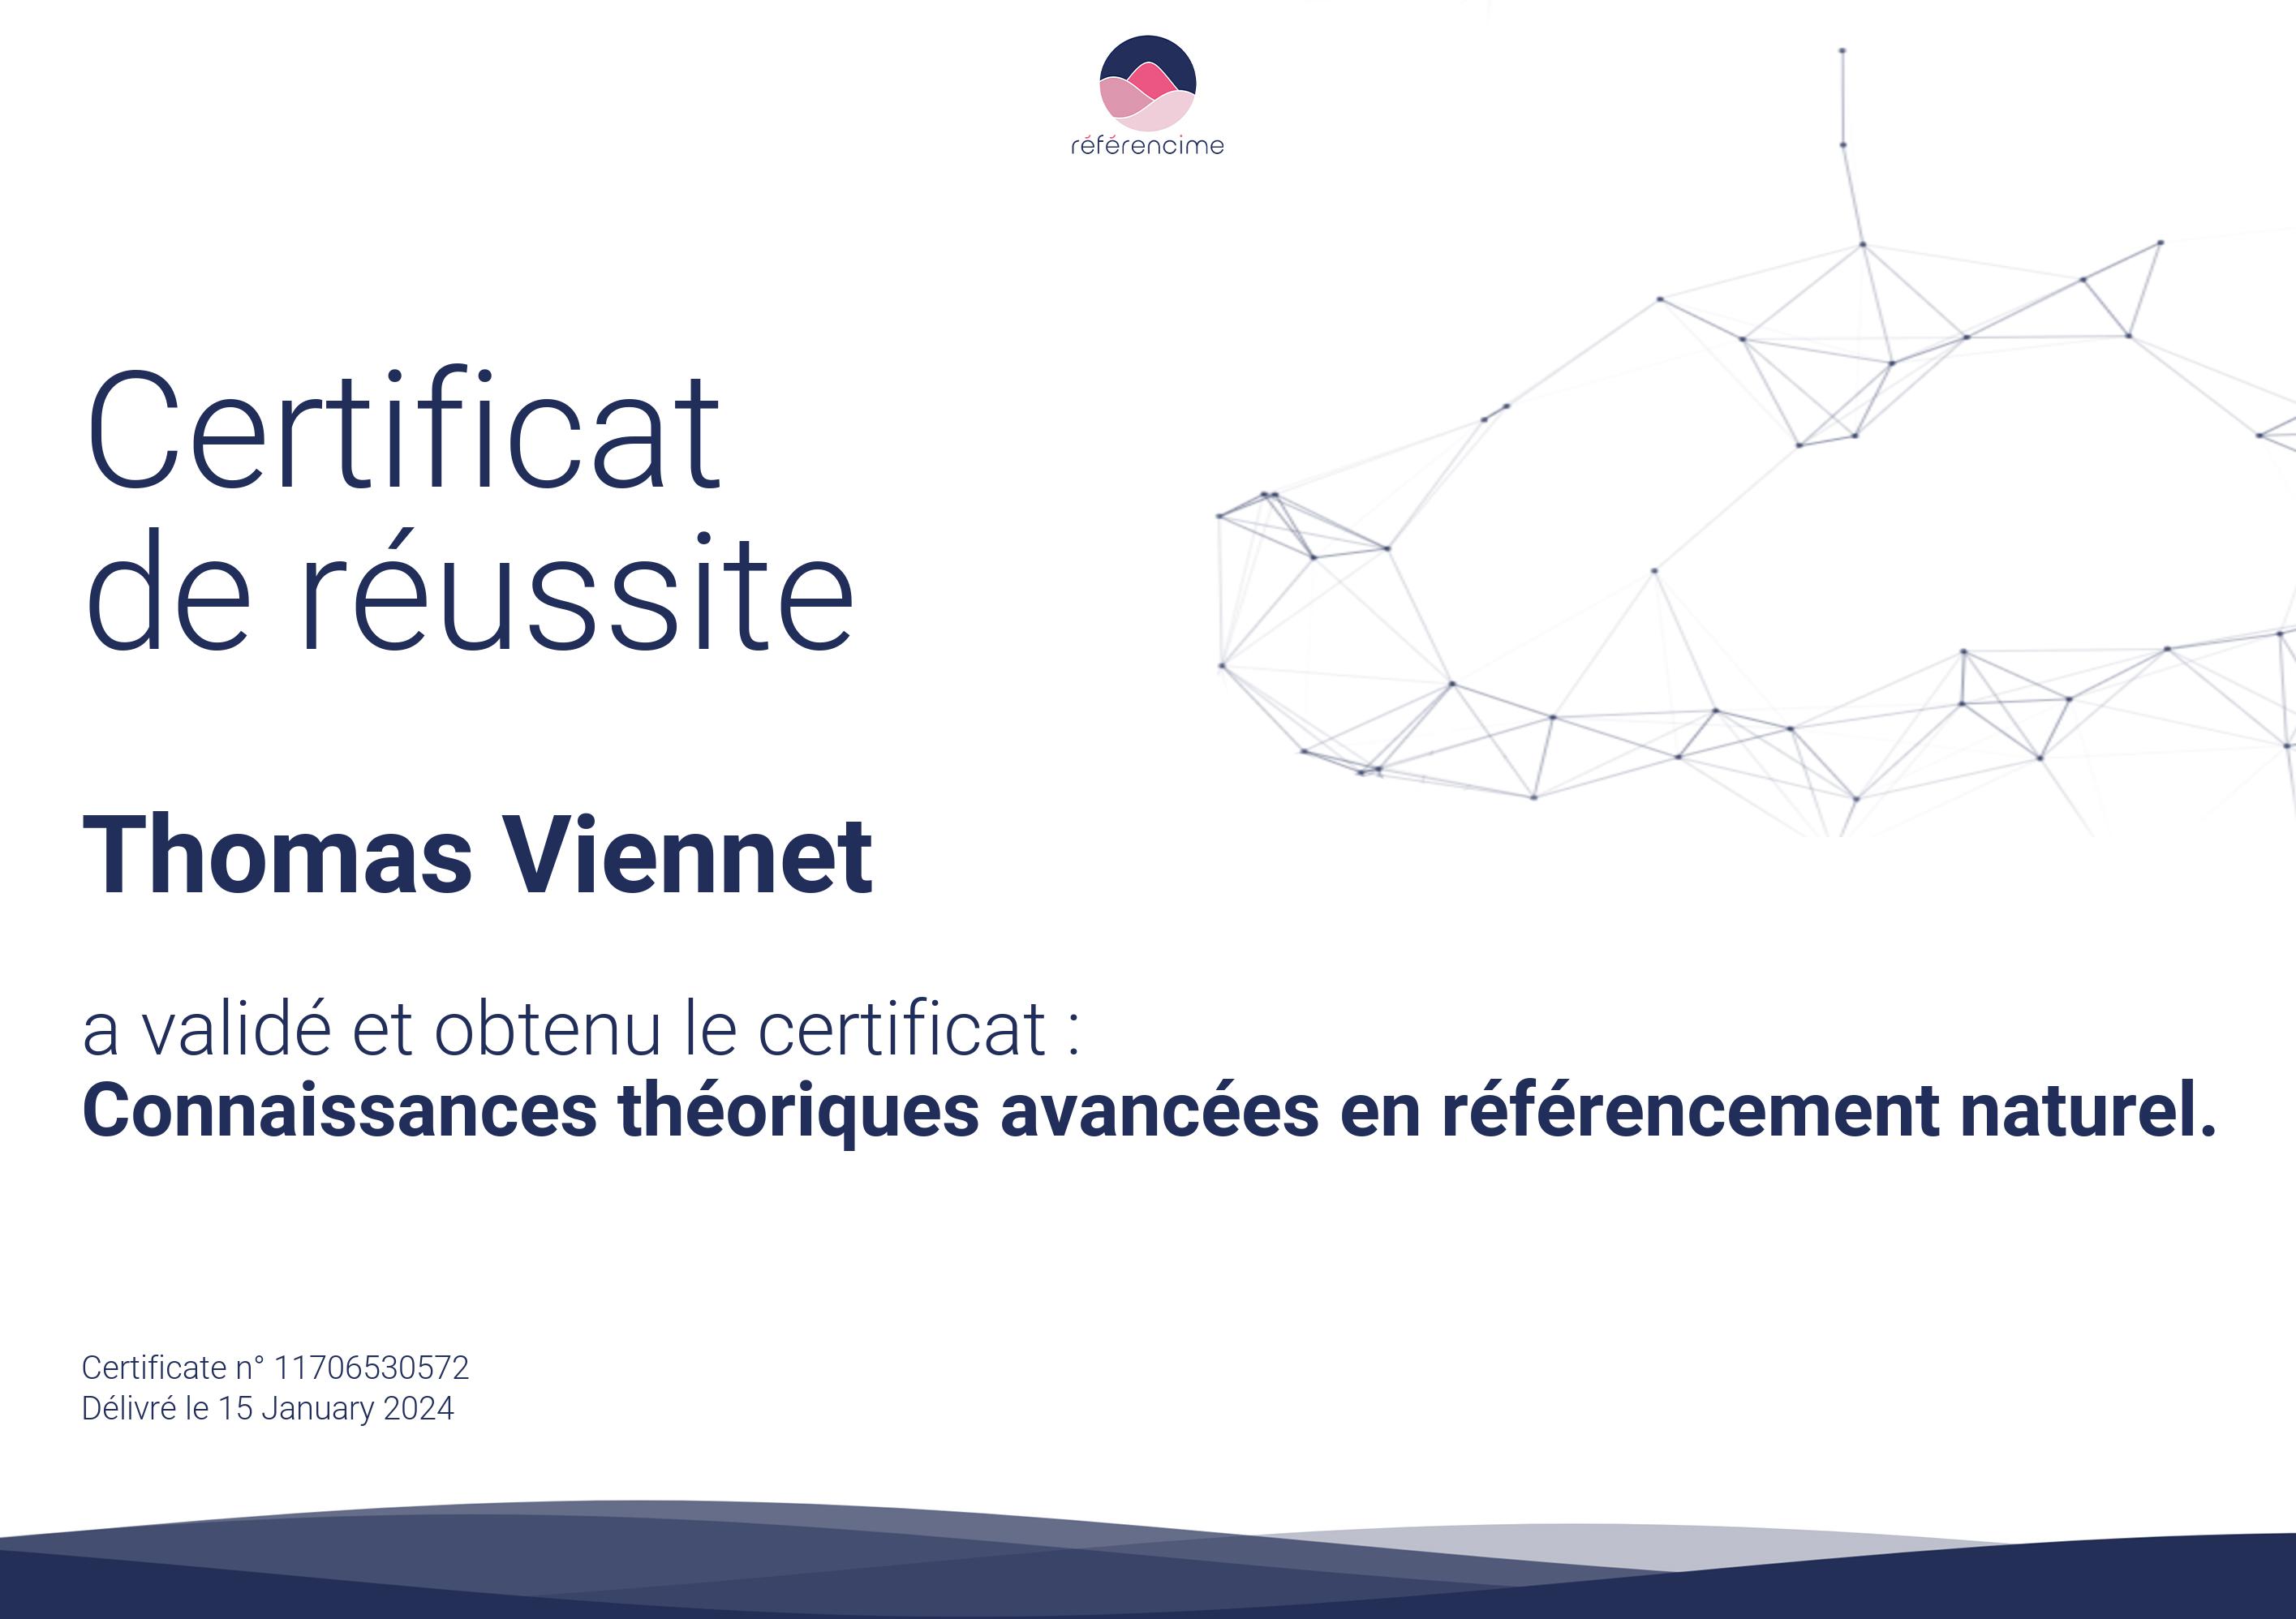 référencime
Certificat
de réussite
Thomas Viennet
a validé et obtenu le certificat :
Connaissances théoriques avancées en référencement naturel.
Certificate n° 11706530572
Délivré le 15 January 2024